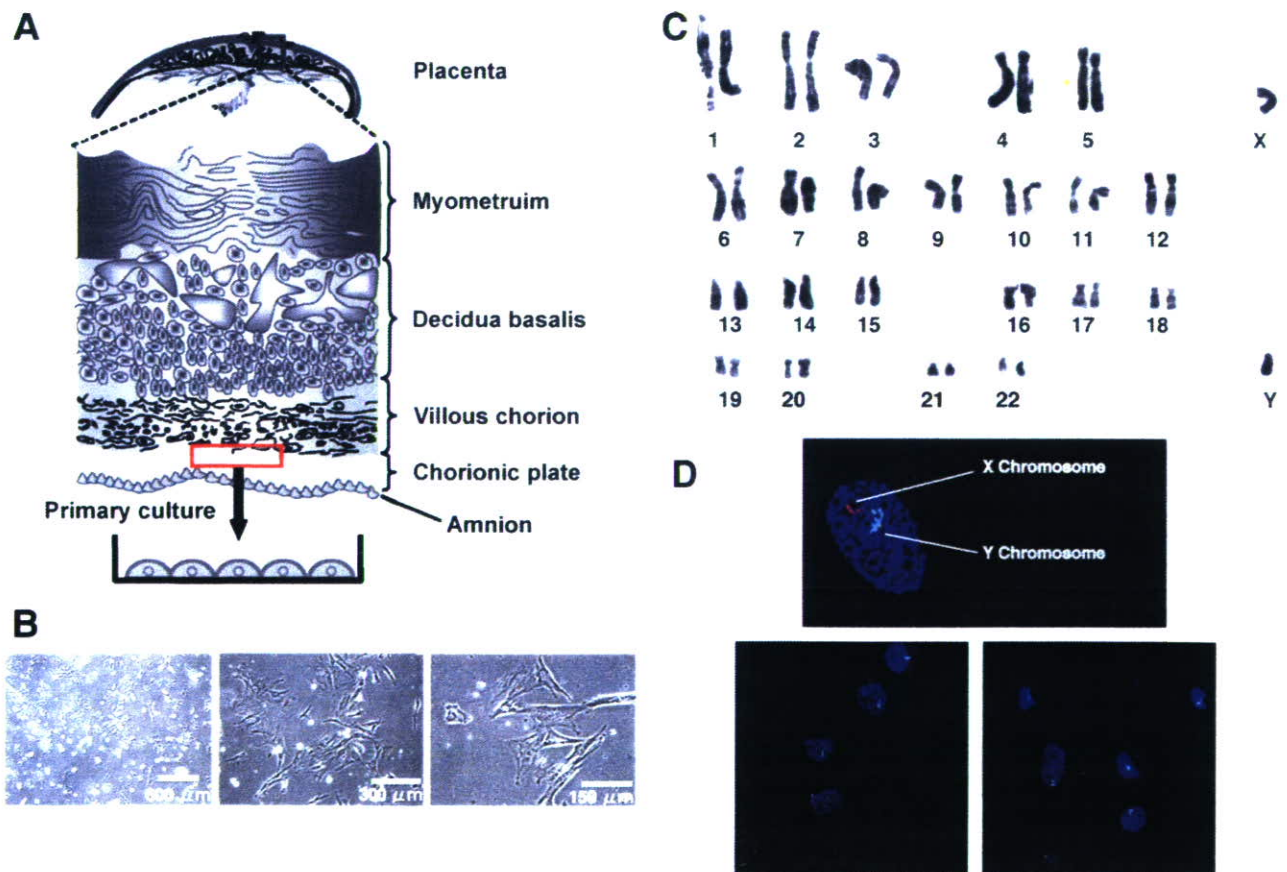 A
Placenta
Myometruim
Decidua basalis
Villous chorion
Chorionic plate
Primary culture
Amnion
B
600 μm
300 μm
150 μm
C
1 2 3 4 5 X
6 7 8 9 10 11 12
13 14 15 16 17 18
19 20 21 22 Y
D
X Chromosome
Y Chromosome